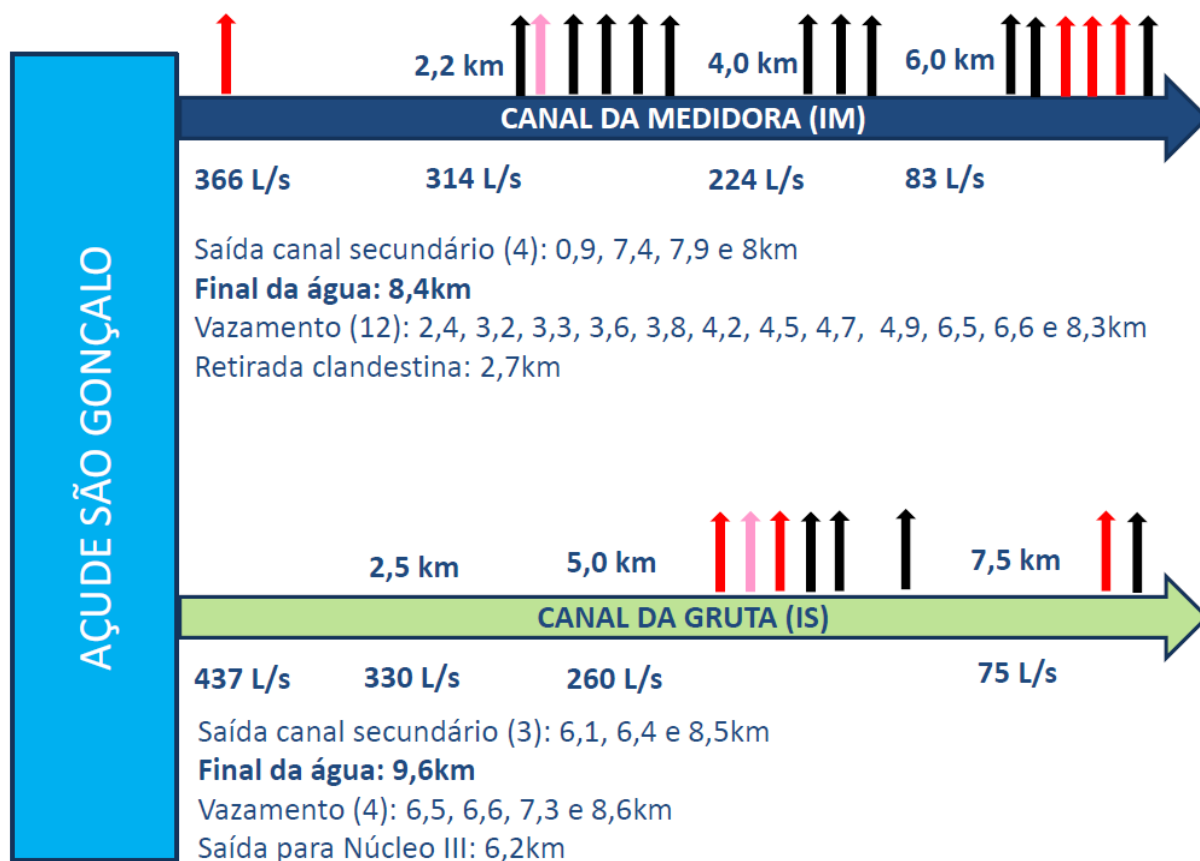 AÇUDE SÃO GONÇALO
2,2 km
4,0 km
6,0 km
CANAL DA MEDIDORA (IM)
366 L/s
314 L/s
224 L/s
83 L/s
Saída canal secundário (4): 0,9, 7,4, 7,9 e 8km
Final da água: 8,4km
Vazamento (12): 2,4, 3,2, 3,3, 3,6, 3,8, 4,2, 4,5, 4,7,  4,9, 6,5, 6,6 e 8,3km
Retirada clandestina: 2,7km
2,5 km
5,0 km
7,5 km
CANAL DA GRUTA (IS)
437 L/s
330 L/s
260 L/s
75 L/s
Saída canal secundário (3): 6,1, 6,4 e 8,5km
Final da água: 9,6km
Vazamento (4): 6,5, 6,6, 7,3 e 8,6km
Saída para Núcleo III: 6,2km